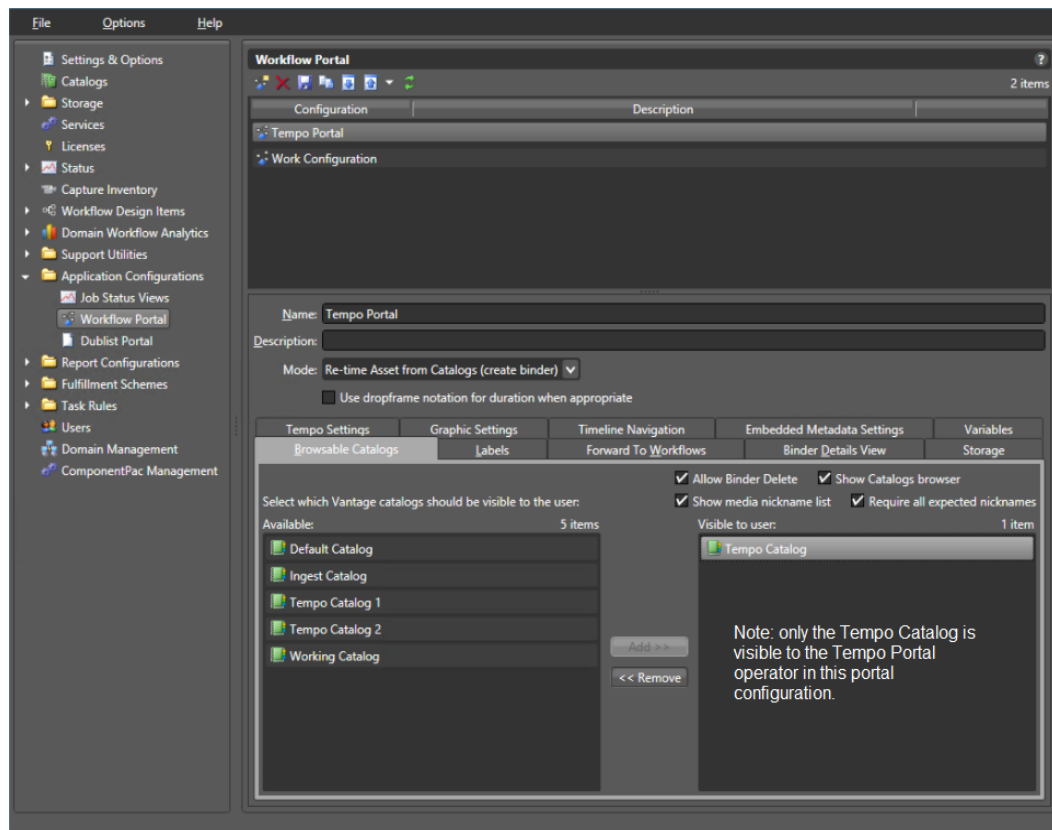 File Options Help
Settings & Options
Catalogs
Storage
Services
Licenses
Status
Capture Inventory
Workflow Design Items
Domain Workflow Analytics
Support Utilities
Application Configurations
Job Status Views
Workflow Portal
Dublist Portal
Report Configurations
Fulfillment Schemes
Task Rules
Users
Domain Management
ComponentPac Management
Workflow Portal ?
2 items
Configuration Description
Tempo Portal
Work Configuration
Name: Tempo Portal
Description:
Mode: Re-time Asset from Catalogs (create binder)
Use dropframe notation for duration when appropriate
Tempo Settings Graphic Settings Timeline Navigation Embedded Metadata Settings Variables
Browsable Catalogs Labels Forward To Workflows Binder Details View Storage
Allow Binder Delete Show Catalogs browser
Select which Vantage catalogs should be visible to the user: Show media nickname list Require all expected nicknames
Available: 5 items Visible to user: 1 item
Default Catalog
Ingest Catalog
Tempo Catalog 1
Tempo Catalog 2
Working Catalog
Add >>
<< Remove
Tempo Catalog
Note: only the Tempo Catalog is
visible to the Tempo Portal
operator in this portal
configuration.